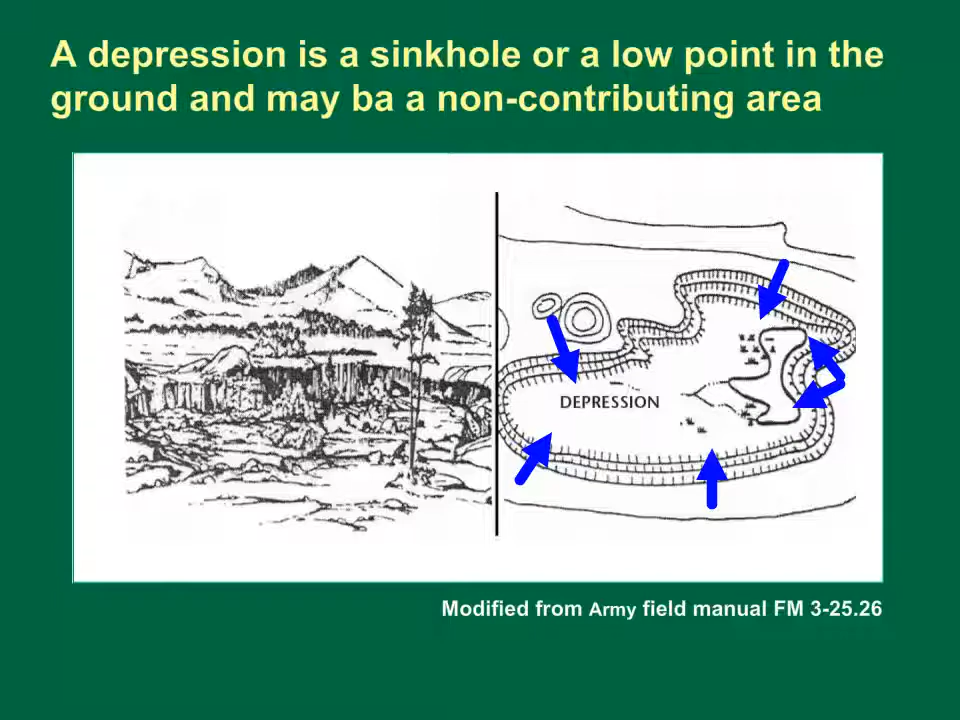 A depression is a sinkhole or a low point in the
ground and may ba a non-contributing area
DEPRESSION
Modified from Army field manual FM 3-25.26